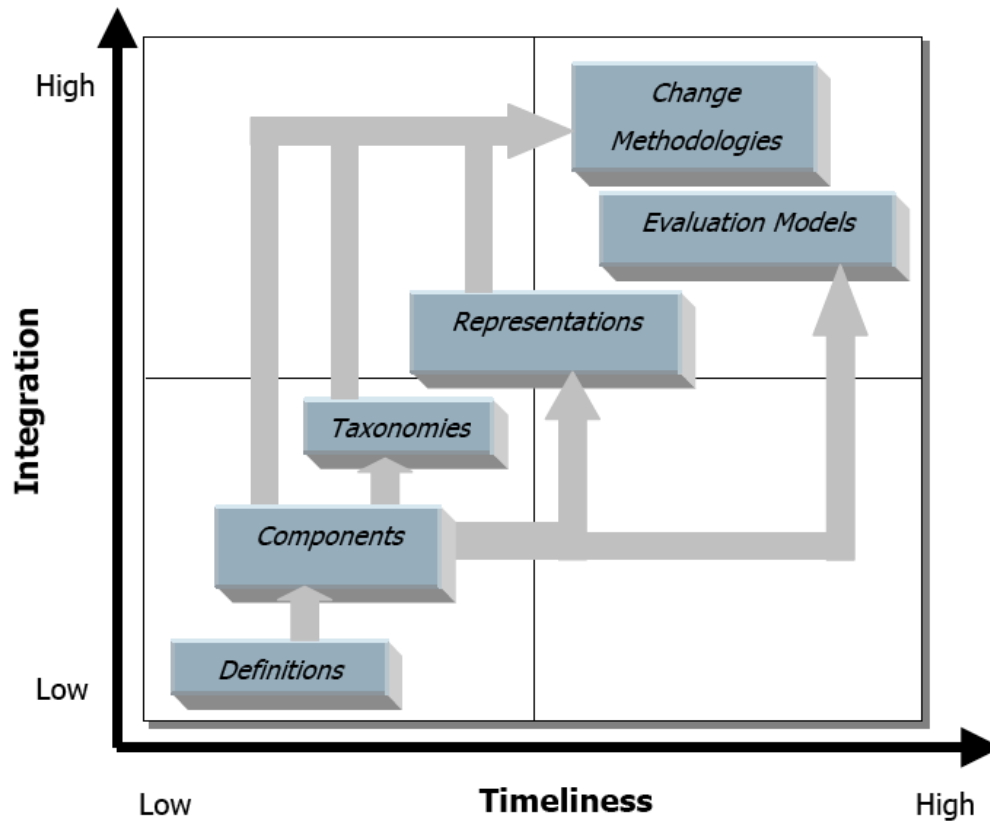 High
Change
Methodologies
Evaluation Models
Representations
Integration
Taxonomies
Components
Definitions
Low
Low
Timeliness
High